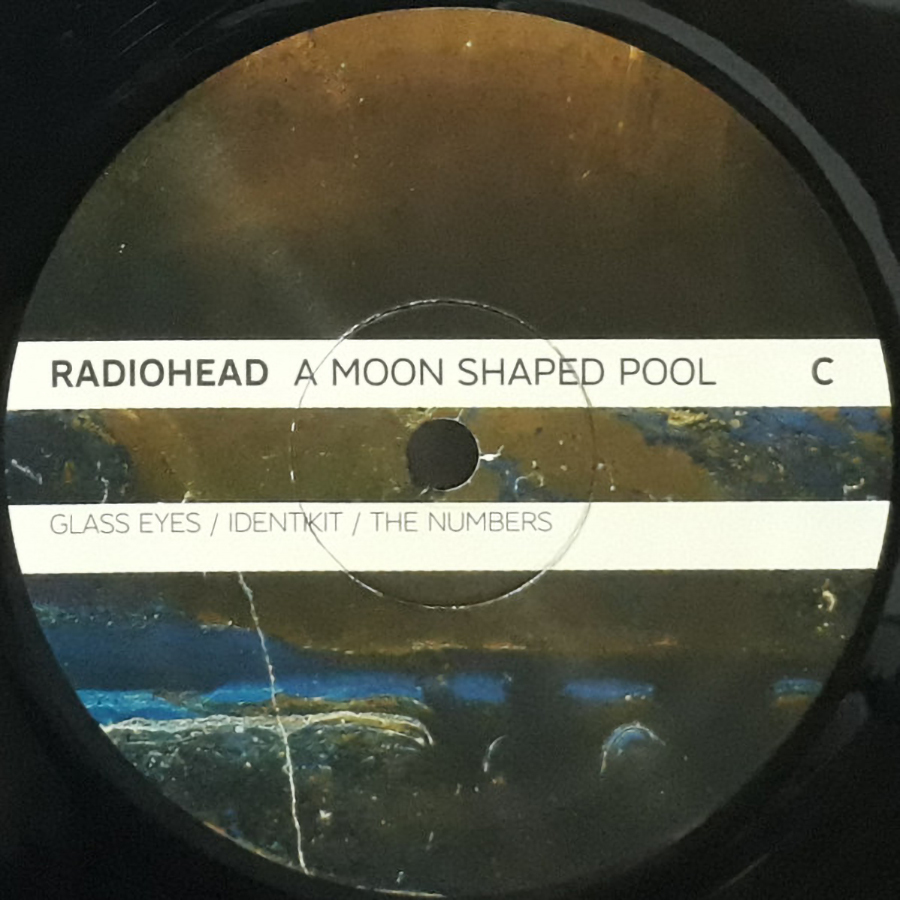 RADIOHEAD A MOON SHAPED POOL C
GLASS EYES / IDENTIKIT / THE NUMBERS